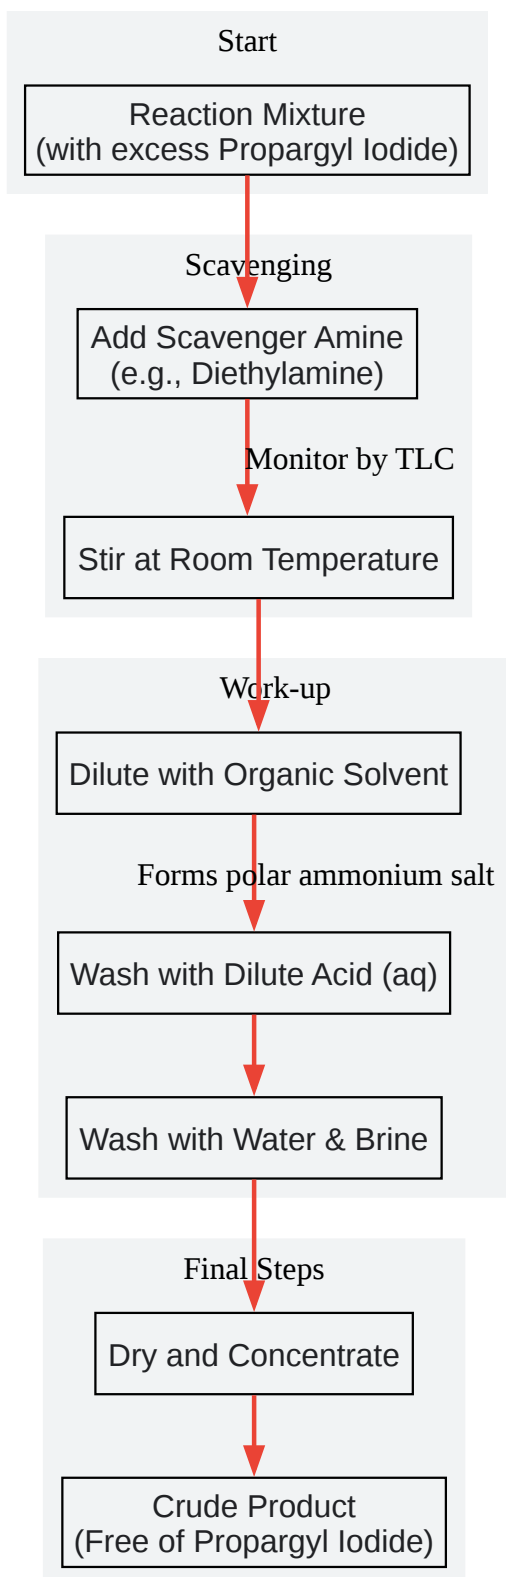 Start
Reaction Mixture
(with excess Propargyl Iodide)
Scavenging
Add Scavenger Amine
(e.g., Diethylamine)
Monitor by TLC
Stir at Room Temperature
Work-up
Dilute with Organic Solvent
Forms polar ammonium salt
Wash with Dilute Acid (aq)
Wash with Water & Brine
Final Steps
Dry and Concentrate
Crude Product
(Free of Propargyl Iodide)